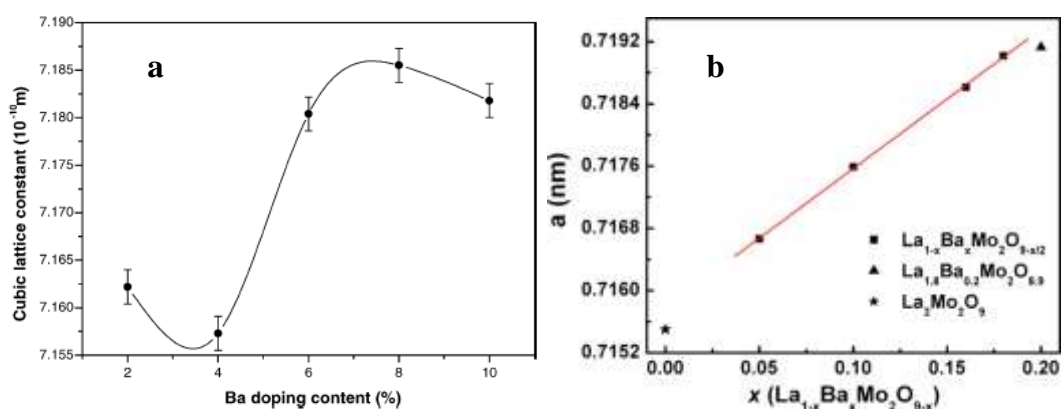 a
7.190
7.185
7.180
7.175
7.170
7.165
7.160
7.155
Cubic lattice constant (10⁻¹⁰m)
2
4
6
8
10
Ba doping content (%)
b
0.7192
0.7184
0.7176
0.7168
0.7160
0.7152
a (nm)
La₁₋ₓBaₓMo₂O₉₋ₓ/₂
La₁.₈Ba₀.₂Mo₂O₈.₉
La₂Mo₂O₉
0.00
0.05
0.10
0.15
0.20
x (La₁₋ₓBaₓMo₂O₉₋ₓ)